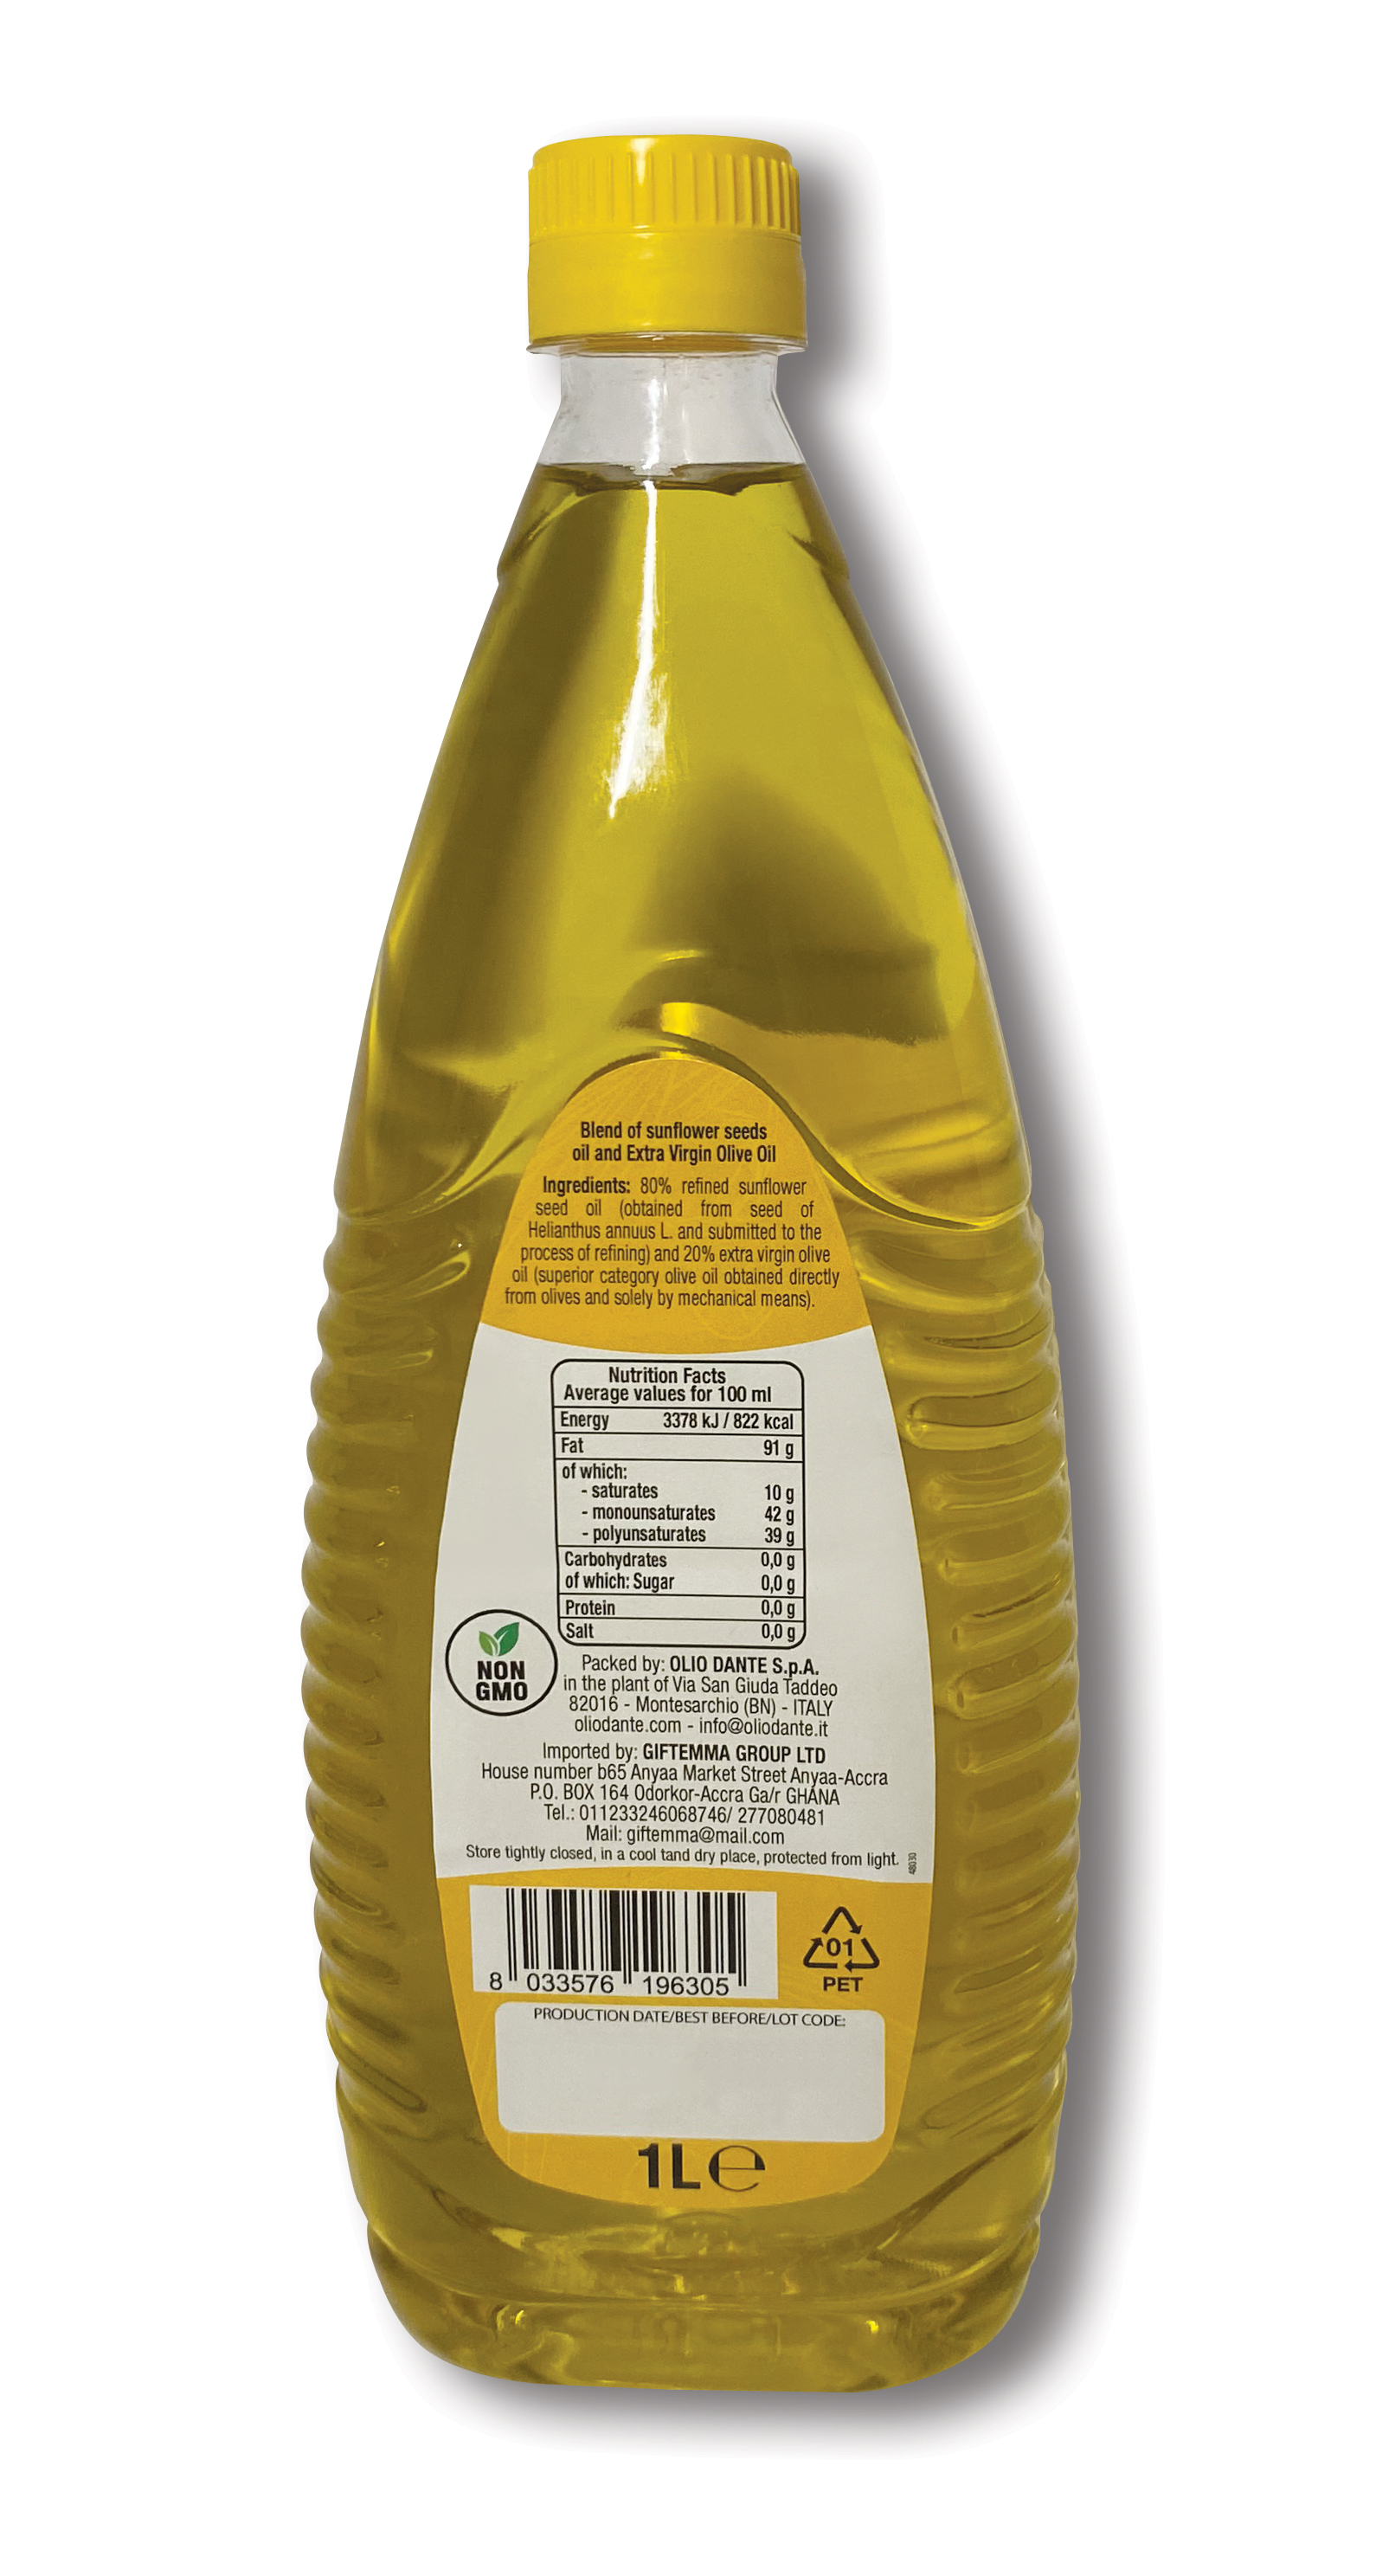 Blend of sunflower seeds
oil and Extra Virgin Olive Oil
Ingredients: 80% refined sunflower
seed oil (obtained from seed of
Helianthus annuus L. and submitted to the
process of refining) and 20% extra virgin olive
oil (superior category olive oil obtained directly
from olives and solely by mechanical means).
Nutrition Facts
Average values for 100 ml
Energy 3378 kJ / 822 kcal
Fat 91 g
of which:
- saturates 10 g
- monounsaturates 42 g
- polyunsaturates 39 g
Carbohydrates 0,0 g
of which: Sugar 0,0 g
Protein 0,0 g
Salt 0,0 g
NON
GMO
Packed by: OLIO DANTE S.p.A.
in the plant of Via San Giuda Taddeo
82016 - Montesarchio (BN) - ITALY
oliodante.com - info@oliodante.it
Imported by: GIFTEMMA GROUP LTD
House number b65 Anyaa Market Street Anyaa-Accra
P.O. BOX 164 Odorkor-Accra Ga/r GHANA
Tel.: 011233246068746/ 277080481
Mail: giftemma@mail.com
Store tightly closed, in a cool tand dry place, protected from light.
48030
8 033576 196305
01
PET
PRODUCTION DATE/BEST BEFORE/LOT CODE:
1L℮